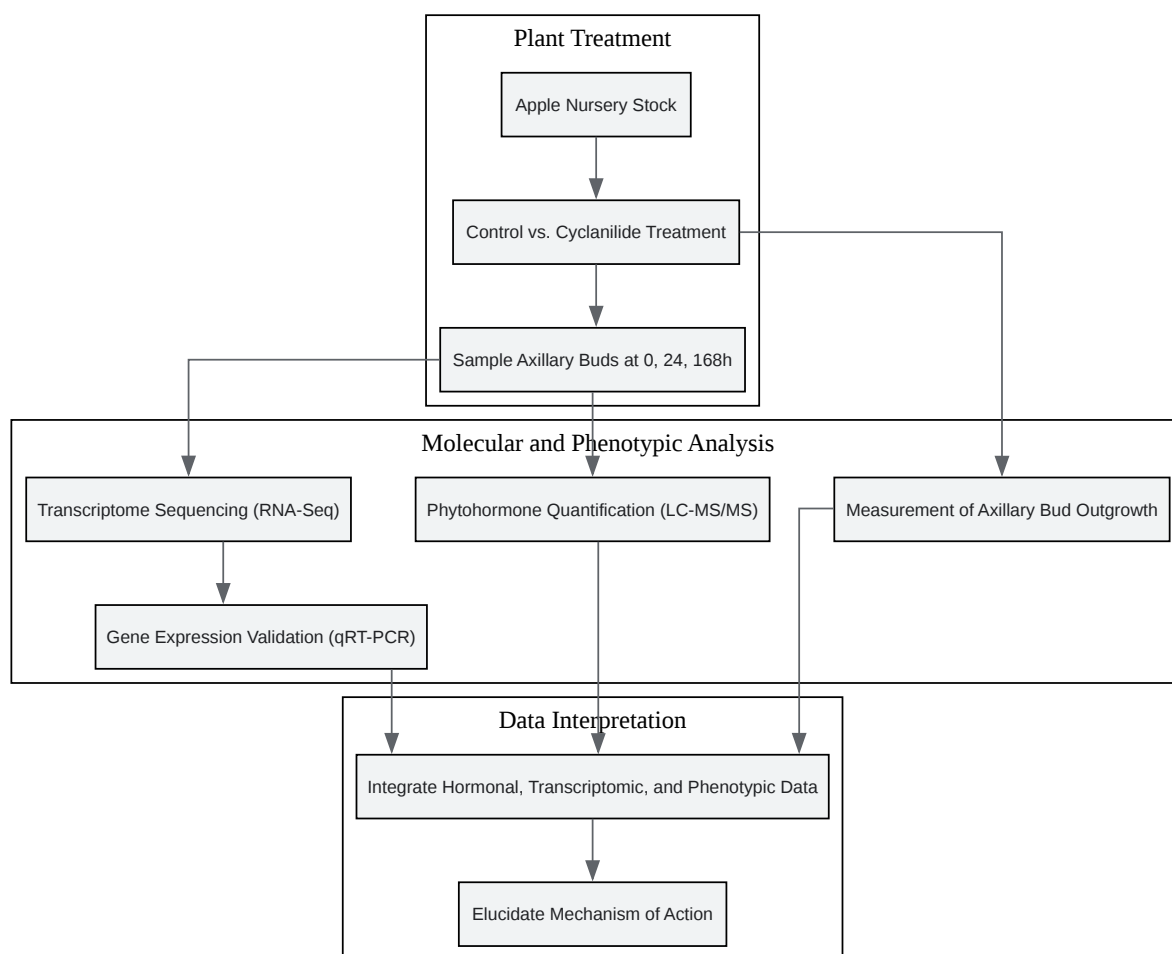 Plant Treatment
Apple Nursery Stock
Control vs. Cyclanilide Treatment
Sample Axillary Buds at 0, 24, 168h
Molecular and Phenotypic Analysis
Transcriptome Sequencing (RNA-Seq)
Phytohormone Quantification (LC-MS/MS)
Measurement of Axillary Bud Outgrowth
Gene Expression Validation (qRT-PCR)
Data Interpretation
Integrate Hormonal, Transcriptomic, and Phenotypic Data
Elucidate Mechanism of Action